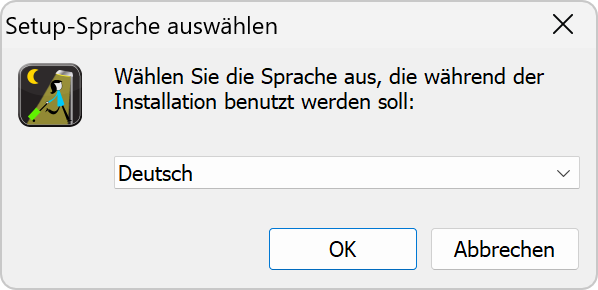 Setup-Sprache auswählen
Wählen Sie die Sprache aus, die während der
Installation benutzt werden soll:
Deutsch
OK
Abbrechen